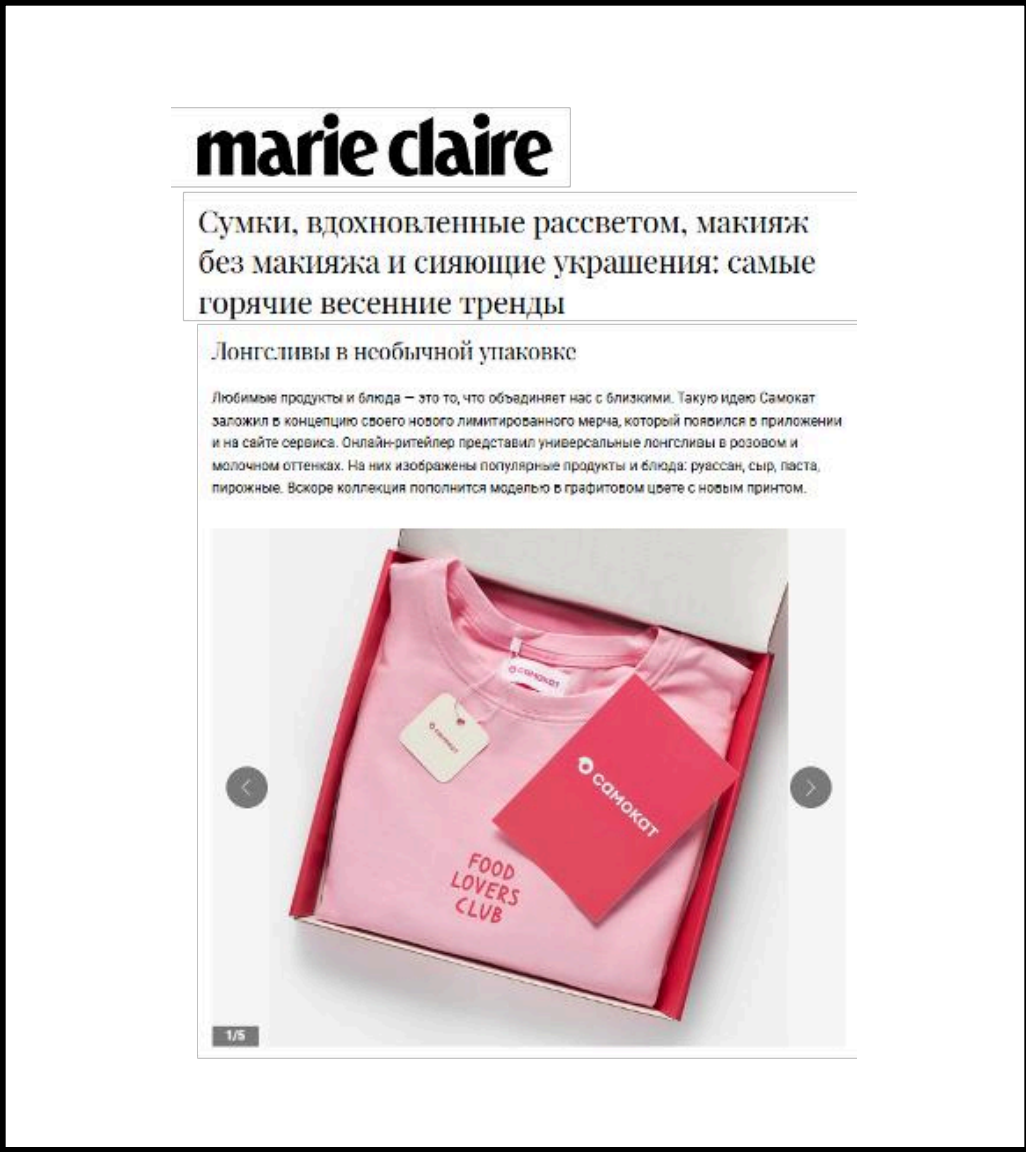 marie claire
Сумки, вдохновленные рассветом, макияж
без макияжа и сияющие украшения: самые
горячие весенние тренды
Лонгсливы в необычной упаковке
Любимые продукты и блюда — это то, что объединяет нас с близкими. Такую идею Самокат
заложил в концепцию своего нового лимитированного мерча, который появился в приложении
и на сайте сервиса. Онлайн-ритейлер представил универсальные лонгсливы в розовом и
молочном оттенках. На них изображены популярные продукты и блюда: руассан, сыр, паста,
пирожные. Вскоре коллекция пополнится моделью в графитовом цвете с новым принтом.
самокат
самокат
самокат
FOOD
LOVERS
CLUB
1/5